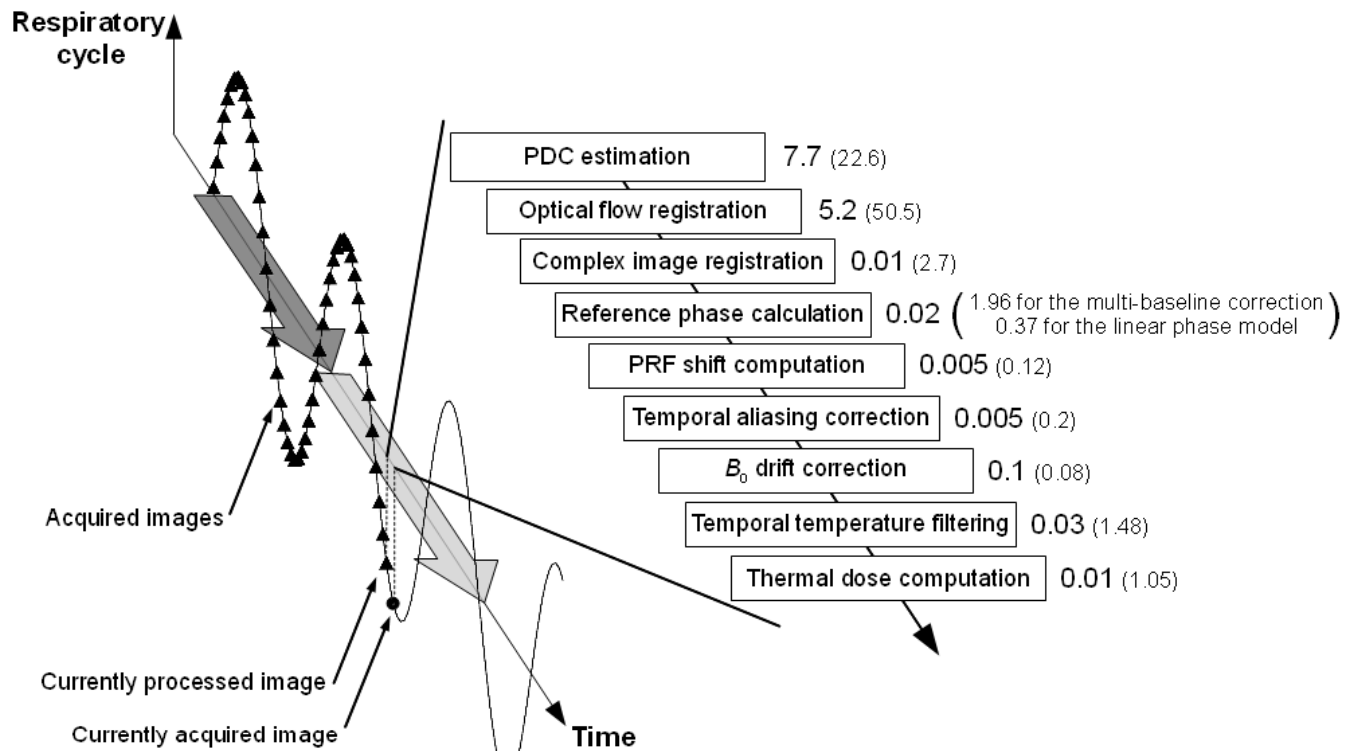 Respiratory
cycle
PDC estimation 7.7 (22.6)
Optical flow registration 5.2 (50.5)
Complex image registration 0.01 (2.7)
Reference phase calculation 0.02 (1.96 for the multi-baseline correction
0.37 for the linear phase model)
PRF shift computation 0.005 (0.12)
Temporal aliasing correction 0.005 (0.2)
B₀ drift correction 0.1 (0.08)
Temporal temperature filtering 0.03 (1.48)
Thermal dose computation 0.01 (1.05)
Acquired images
Currently processed image
Currently acquired image
Time